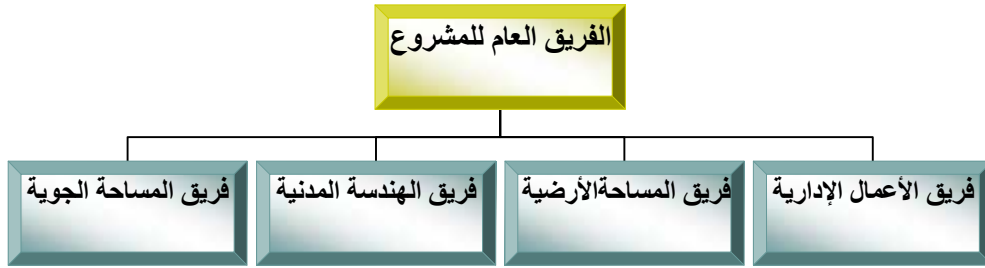 الفريق العام للمشروع
فريق الأعمال الإدارية
فريق المساحةالأرضية
فريق الهندسة المدنية
فريق المساحة الجوية